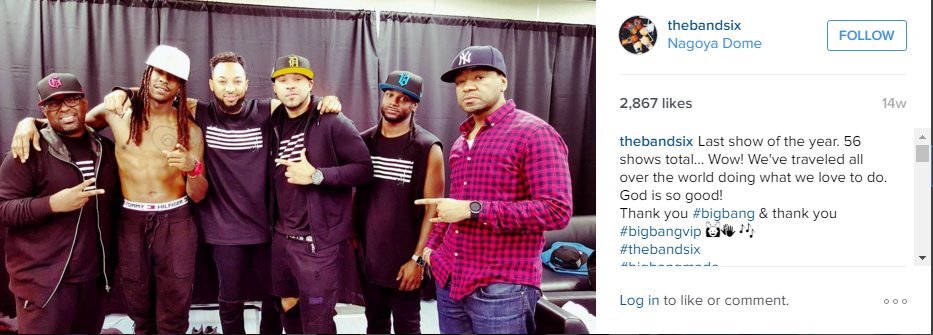 thebandsix
Nagoya Dome
FOLLOW
2,867 likes
14w
thebandsix Last show of the year. 56
shows total... Wow! We've traveled all
over the world doing what we love to do.
God is so good!
Thank you #bigbang & thank you
#bigbangvip
#thebandsix
#bigbangmade
Log in to like or comment.
TOMMY HILFIGER